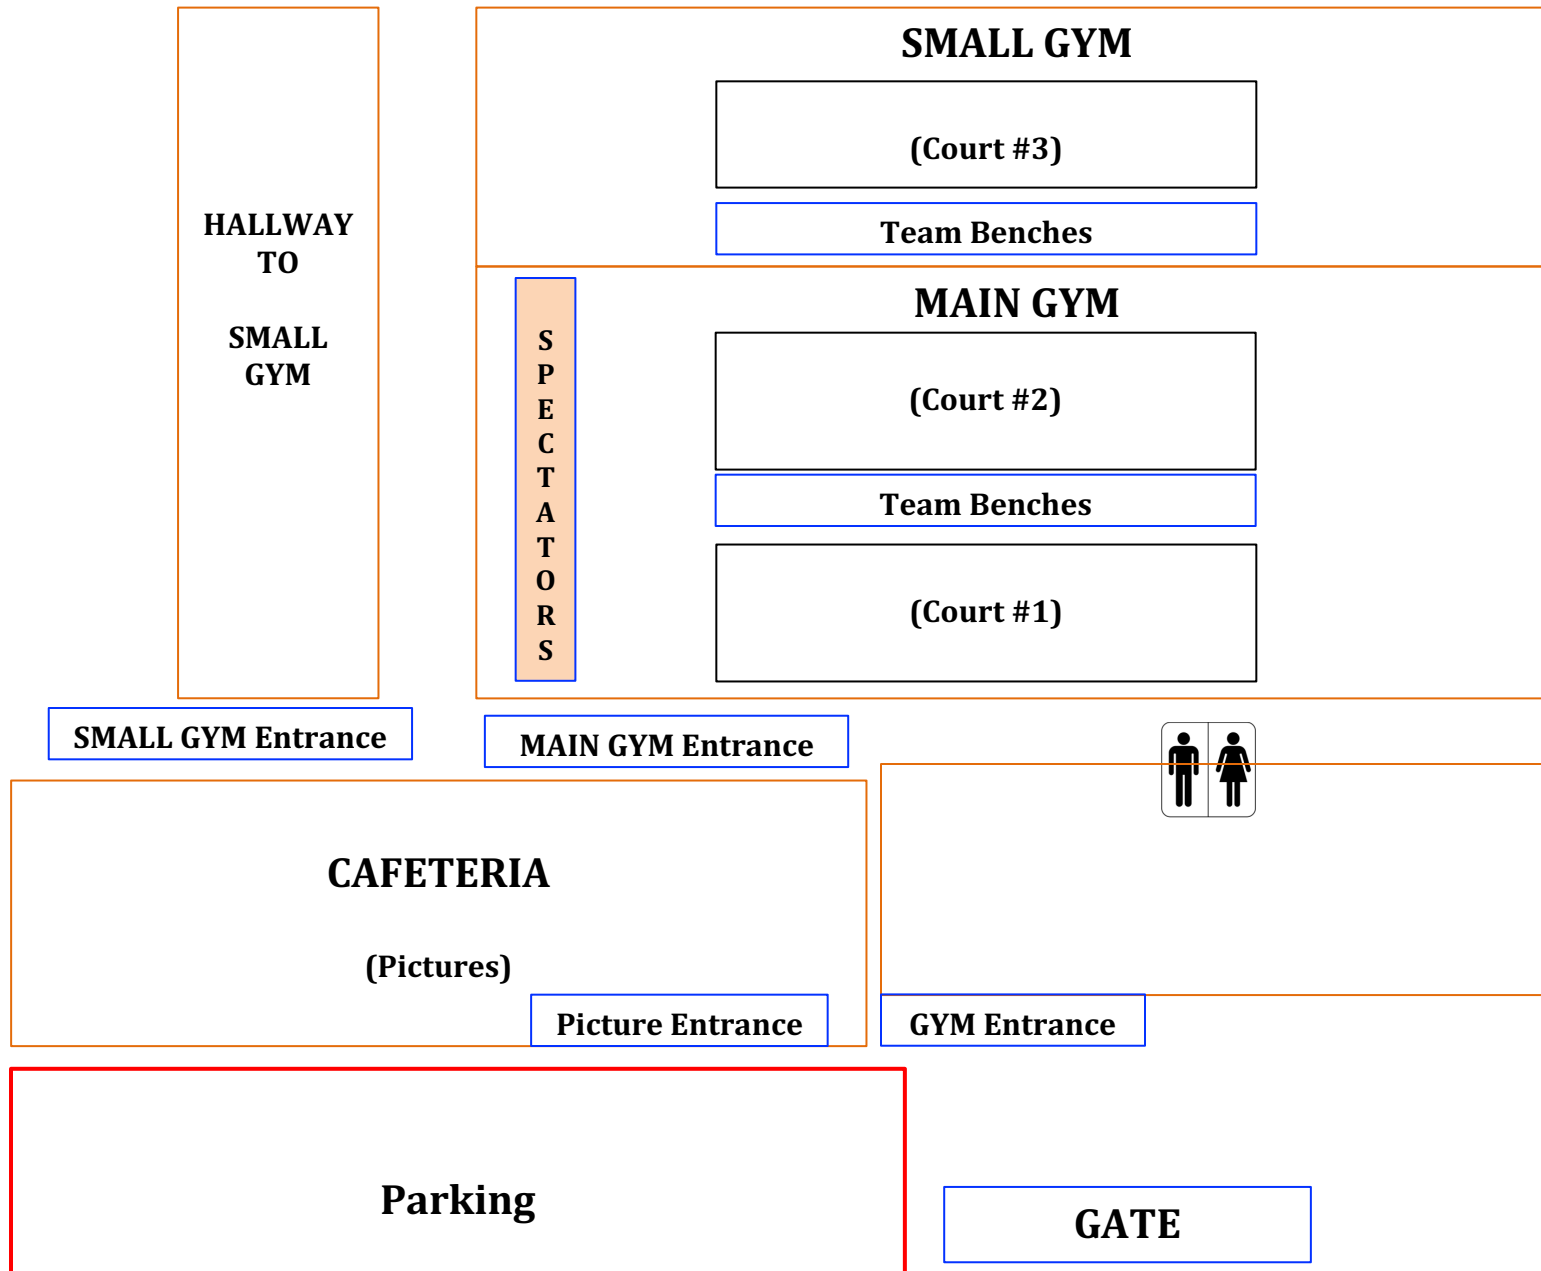 SMALL GYM
(Court #3)
Team Benches
HALLWAY
TO
SMALL
GYM
MAIN GYM
SPECTATORS
(Court #2)
Team Benches
(Court #1)
SMALL GYM Entrance
MAIN GYM Entrance
CAFETERIA
(Pictures)
Picture Entrance
GYM Entrance
Parking
GATE